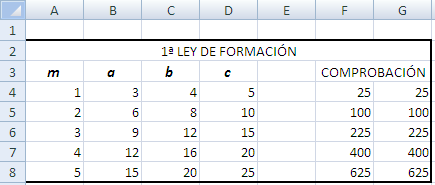 A B C D E F G
1
2 1ª LEY DE FORMACIÓN
3 m a b c COMPROBACIÓN
4 1 3 4 5 25 25
5 2 6 8 10 100 100
6 3 9 12 15 225 225
7 4 12 16 20 400 400
8 5 15 20 25 625 625